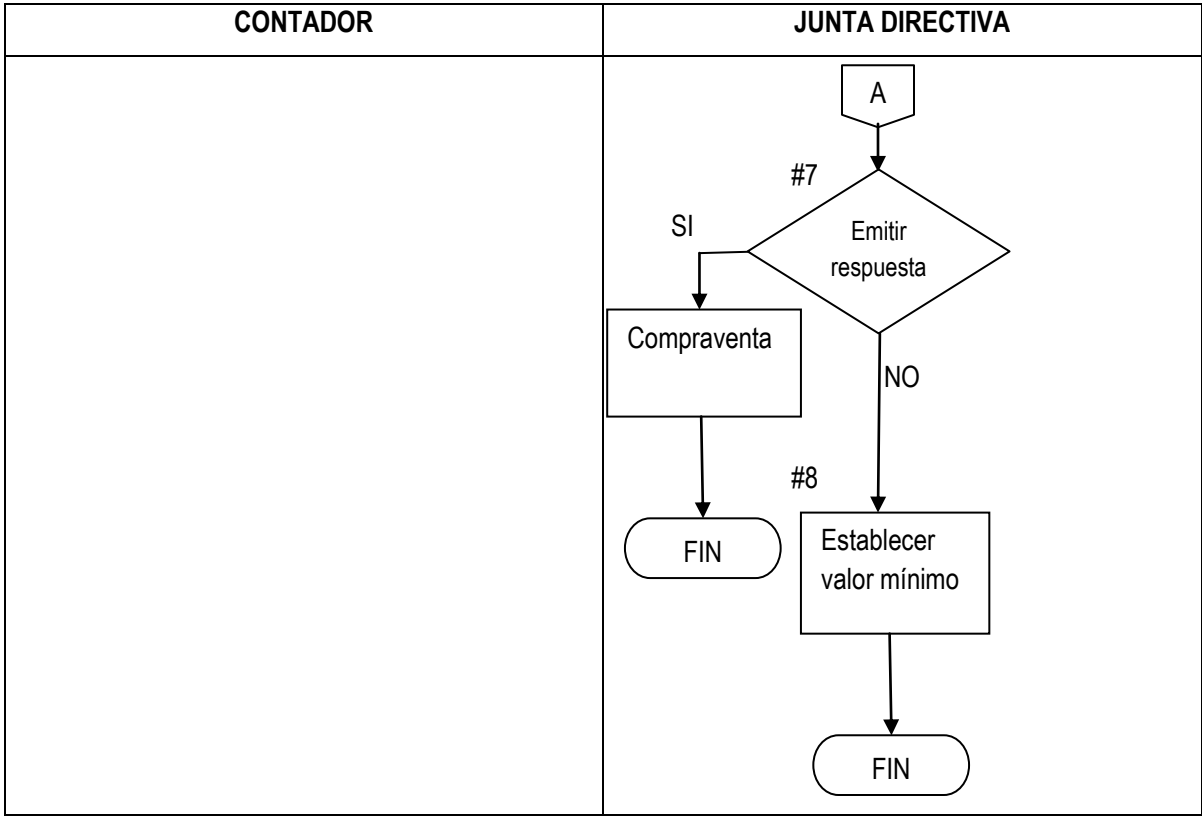 CONTADOR
JUNTA DIRECTIVA
A
#7
SI
Emitir
respuesta
Compraventa
NO
#8
FIN
Establecer
valor mínimo
FIN